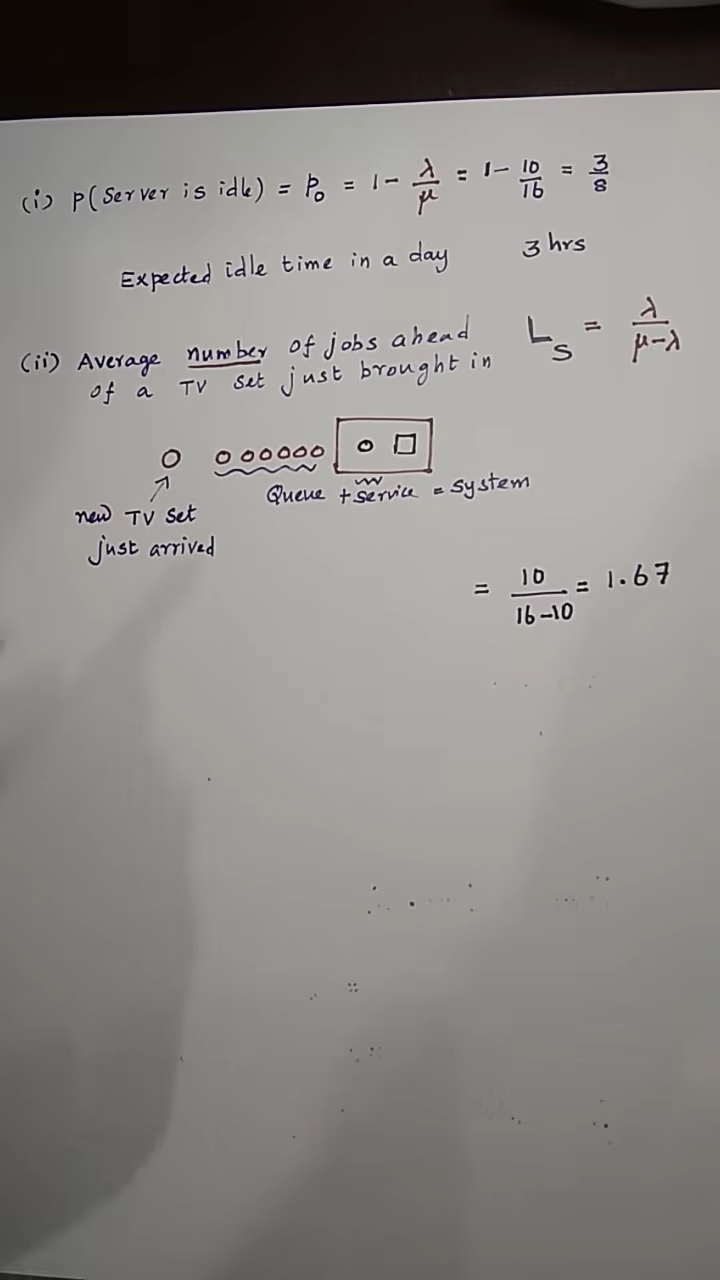 (i) P(Server is idle) = P₀ = 1 - λ/μ = 1 - 10/16 = 3/8
Expected idle time in a day 3 hrs
(ii) Average number of jobs ahead
of a TV set just brought in Lₛ = λ/(μ-λ)
Queue + service = system
new TV set
just arrived
= 10/(16-10) = 1.67